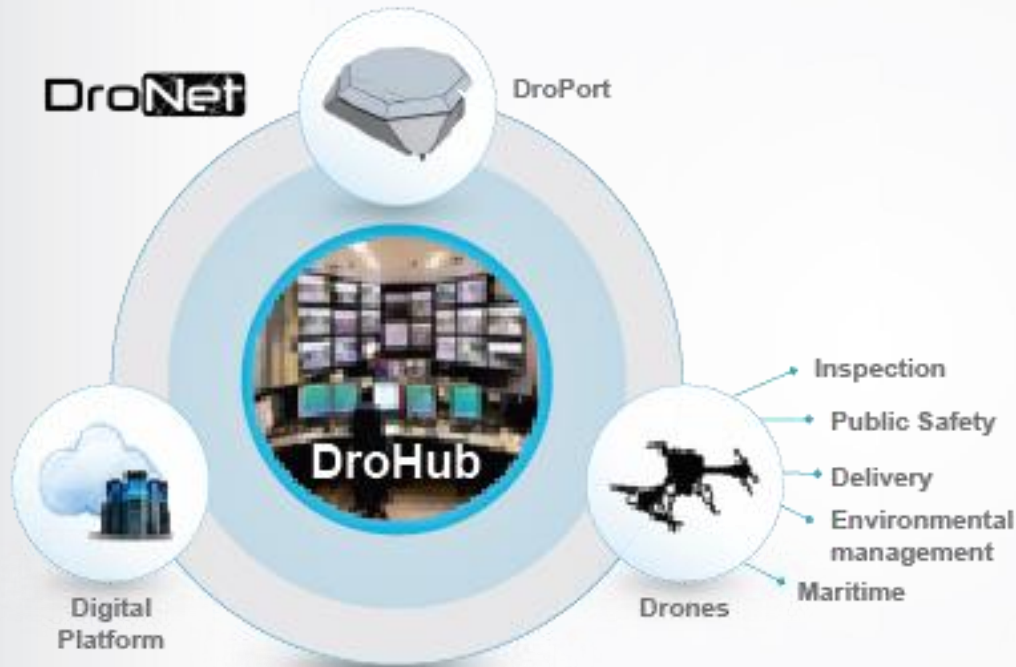 DroNet
DroPort
DroHub
Inspection
Public Safety
Delivery
Environmental
management
Maritime
Digital
Platform
Drones